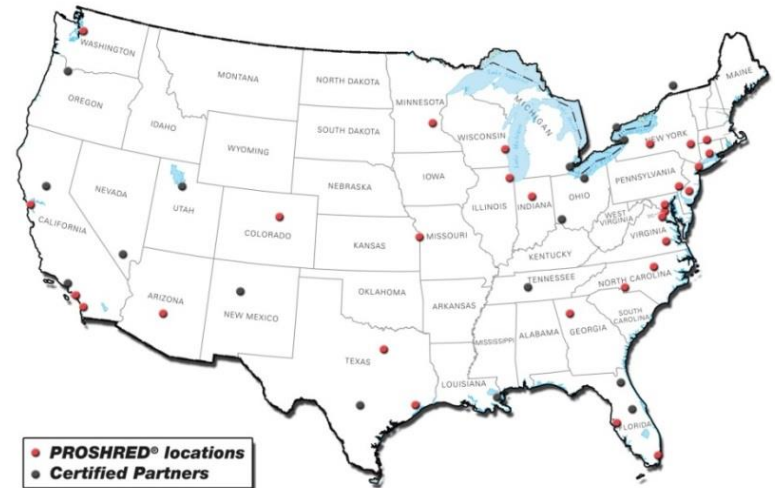 WASHINGTON
MONTANA
NORTH DAKOTA
MINNESOTA
MAINE
OREGON
IDAHO
SOUTH DAKOTA
WISCONSIN
MICHIGAN
NEW YORK
WYOMING
IOWA
PENNSYLVANIA
NEVADA
UTAH
NEBRASKA
ILLINOIS
INDIANA
OHIO
WEST
VIRGINIA
VIRGINIA
CALIFORNIA
COLORADO
KANSAS
MISSOURI
KENTUCKY
TENNESSEE
NORTH CAROLINA
ARIZONA
NEW MEXICO
OKLAHOMA
ARKANSAS
SOUTH
CAROLINA
MISSISSIPPI
ALABAMA
GEORGIA
TEXAS
LOUISIANA
FLORIDA
PROSHRED® locations
Certified Partners